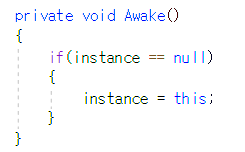 private void Awake()
{
    if(instance == null)
    {
        instance = this;
    }
}